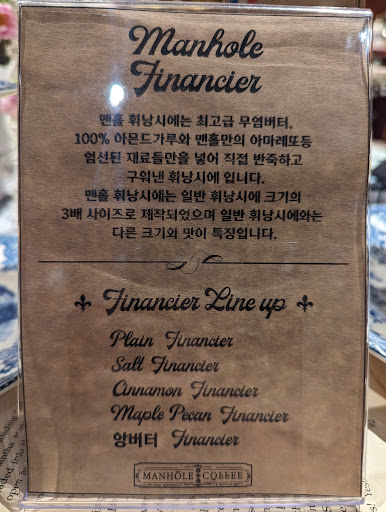 Manhole
Financier
맨홀 휘낭시에는 최고급 무염버터,
100% 아몬드가루와 맨홀만의 아마레또등
엄선된 재료들만을 넣어 직접 반죽하고
구워낸 휘낭시에 입니다.
맨홀 휘낭시에는 일반 휘낭시에 크기의
3배 사이즈로 제작되었으며 일반 휘낭시에와는
다른 크기와 맛이 특징입니다.
Financier Line up
Plain Financier
Salt Financier
Cinnamon Financier
Maple Pecan Financier
앙버터 Financier
MANHOLE COFFEE